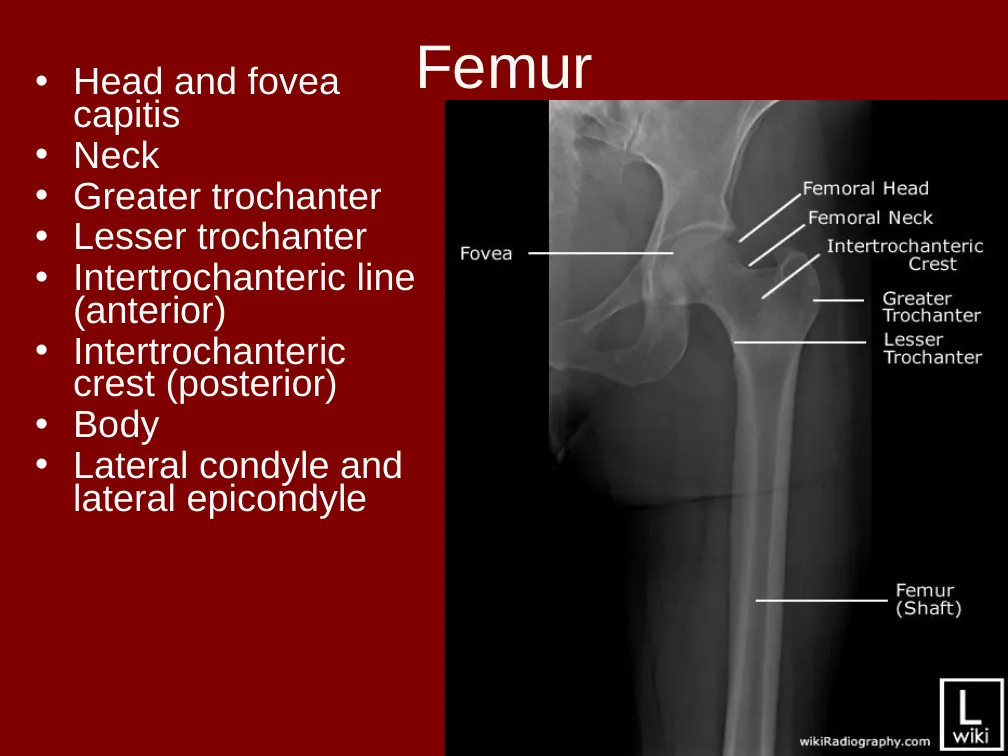 Femur
• Head and fovea
capitis
• Neck
• Greater trochanter
• Lesser trochanter
• Intertrochanteric line
(anterior)
• Intertrochanteric
crest (posterior)
• Body
• Lateral condyle and
lateral epicondyle
Femoral Head
Femoral Neck
Intertrochanteric
Crest
Fovea
Greater
Trochanter
Lesser
Trochanter
Femur
(Shaft)
L
wiki
wikiRadiography.com